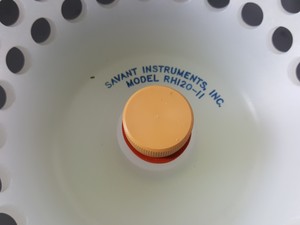 SAVANT INSTRUMENTS, INC.
MODEL RH120-11